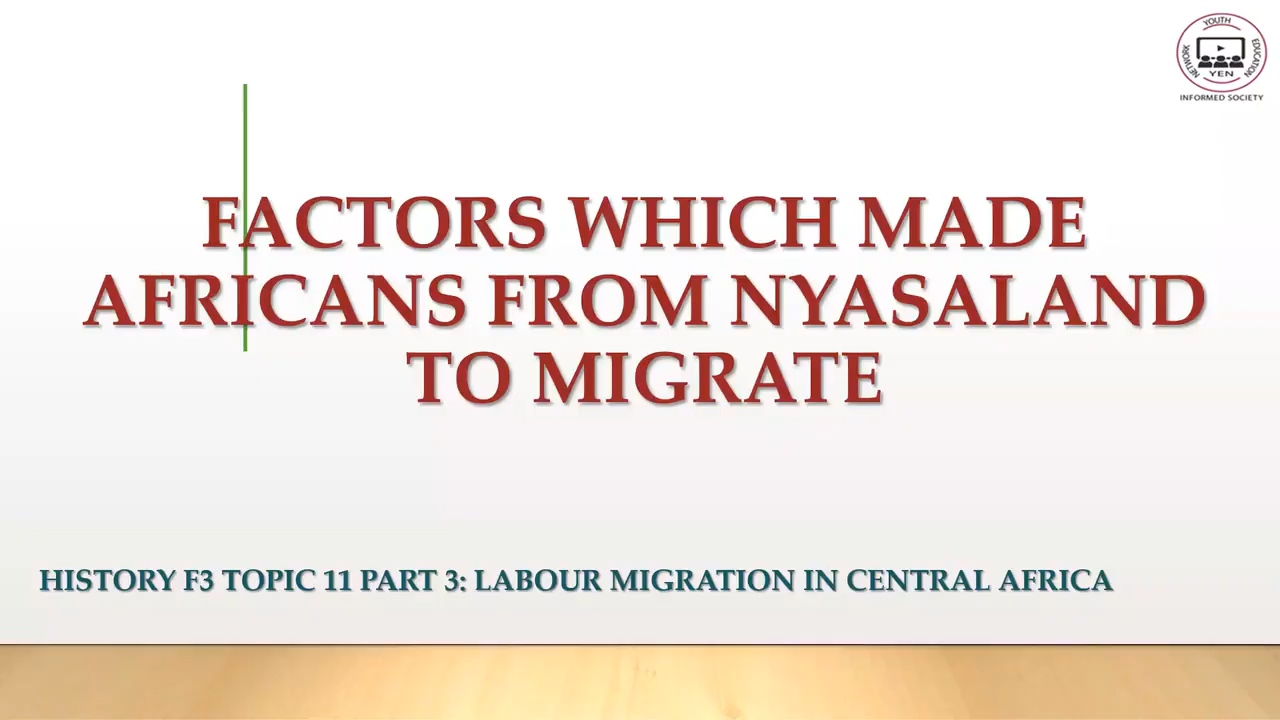 YOUTH
NETWORK
EDUCATION
YEN
INFORMED SOCIETY
FACTORS WHICH MADE
AFRICANS FROM NYASALAND
TO MIGRATE
HISTORY F3 TOPIC 11 PART 3: LABOUR MIGRATION IN CENTRAL AFRICA